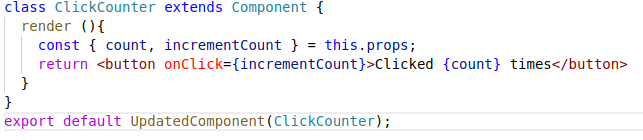 class ClickCounter extends Component {
  render (){
    const { count, incrementCount } = this.props;
    return <button onClick={incrementCount}>Clicked {count} times</button>
  }
}
export default UpdatedComponent(ClickCounter);